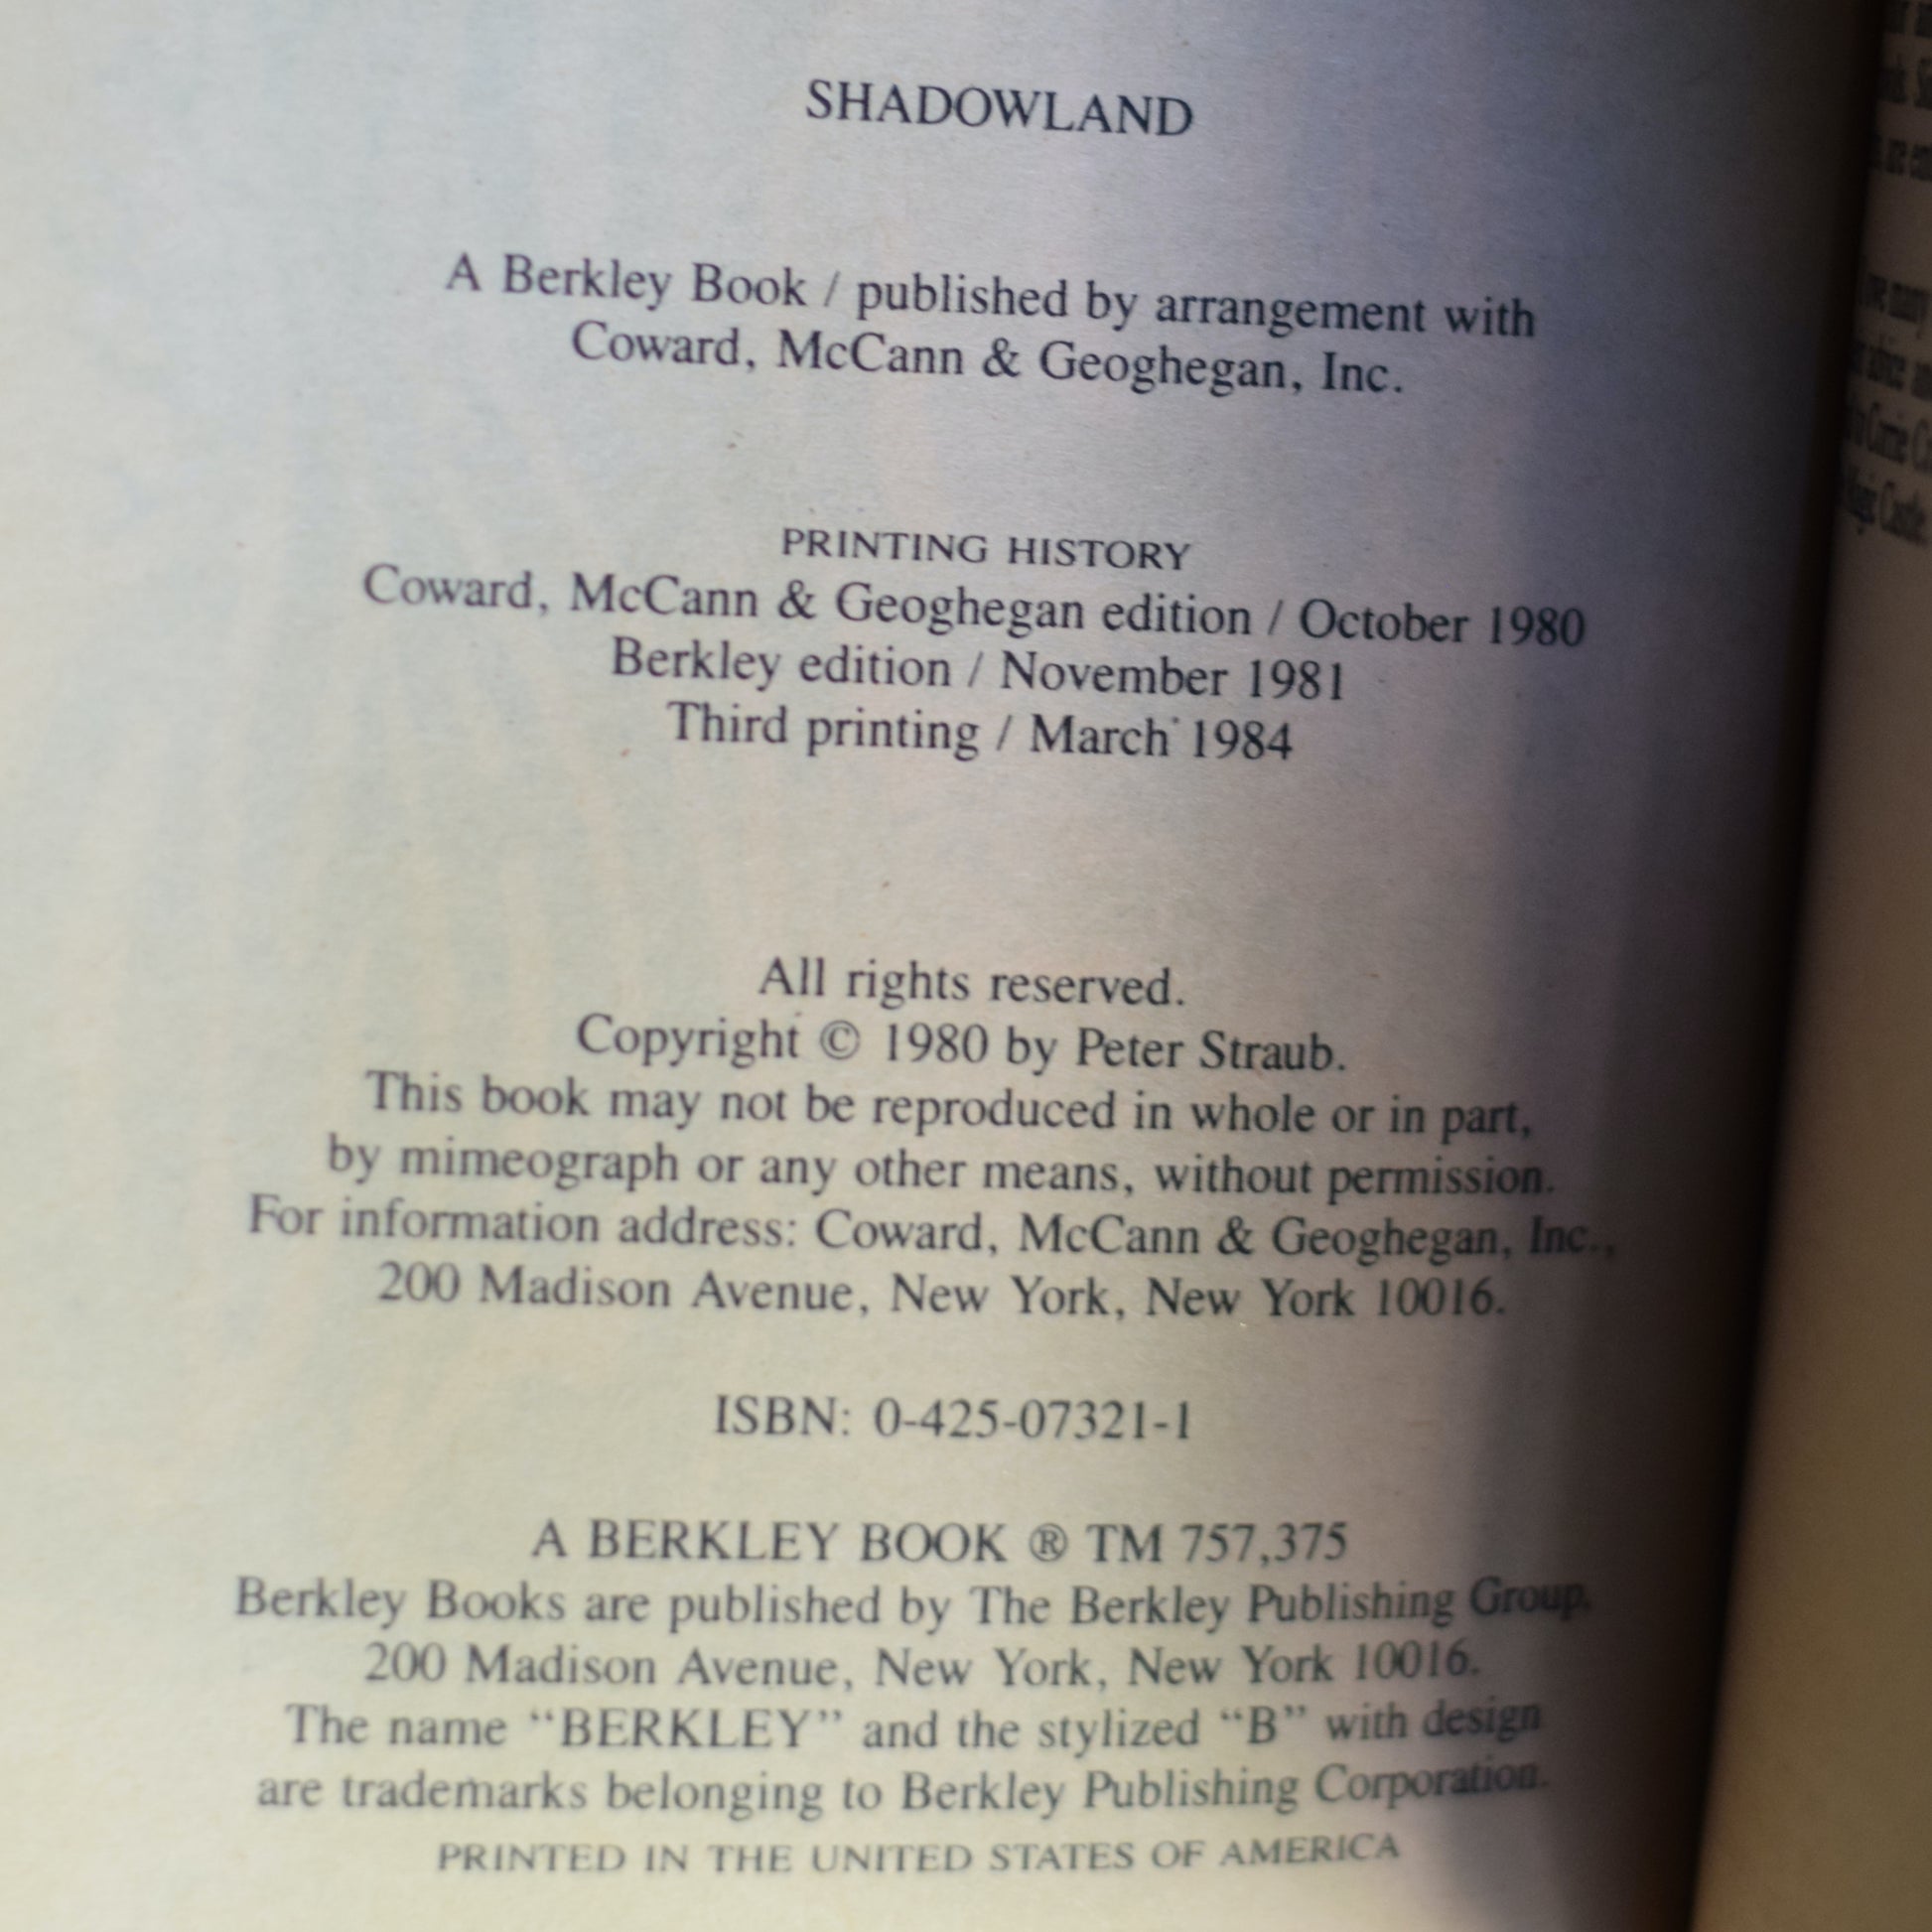 SHADOWLAND
A Berkley Book / published by arrangement with
Coward, McCann & Geoghegan, Inc.
PRINTING HISTORY
Coward, McCann & Geoghegan edition / October 1980
Berkley edition / November 1981
Third printing / March 1984
All rights reserved.
Copyright © 1980 by Peter Straub.
This book may not be reproduced in whole or in part,
by mimeograph or any other means, without permission.
For information address: Coward, McCann & Geoghegan, Inc.,
200 Madison Avenue, New York, New York 10016.
ISBN: 0-425-07321-1
A BERKLEY BOOK ® TM 757,375
Berkley Books are published by The Berkley Publishing Group,
200 Madison Avenue, New York, New York 10016.
The name “BERKLEY” and the stylized “B” with design
are trademarks belonging to Berkley Publishing Corporation.
PRINTED IN THE UNITED STATES OF AMERICA
many
advice
Corrie
Castle